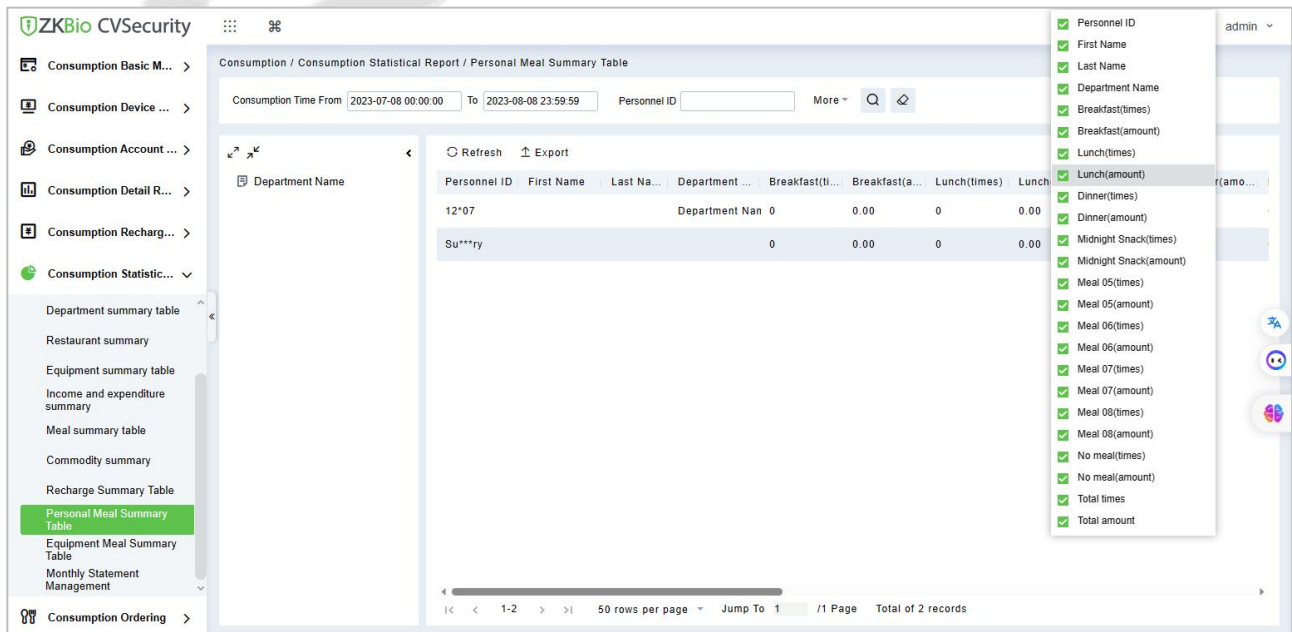 ZKBio CVSecurity
admin
Consumption Basic M...
Consumption Device ...
Consumption Account ...
Consumption Detail R...
Consumption Recharg...
Consumption Statistic...
Department summary table
Restaurant summary
Equipment summary table
Income and expenditure
summary
Meal summary table
Commodity summary
Recharge Summary Table
Personal Meal Summary
Table
Equipment Meal Summary
Table
Monthly Statement
Management
Consumption Ordering
Consumption / Consumption Statistical Report / Personal Meal Summary Table
Consumption Time From 2023-07-08 00:00:00 To 2023-08-08 23:59:59 Personnel ID More
Department Name
Refresh Export
Personnel ID First Name Last Na... Department ... Breakfast(ti... Breakfast(a... Lunch(times) Lunch r(amo...
12*07 Department Nan 0 0.00 0 0.00
Su***ry 0 0.00 0 0.00
1-2 50 rows per page Jump To 1 /1 Page Total of 2 records
Personnel ID
First Name
Last Name
Department Name
Breakfast(times)
Breakfast(amount)
Lunch(times)
Lunch(amount)
Dinner(times)
Dinner(amount)
Midnight Snack(times)
Midnight Snack(amount)
Meal 05(times)
Meal 05(amount)
Meal 06(times)
Meal 06(amount)
Meal 07(times)
Meal 07(amount)
Meal 08(times)
Meal 08(amount)
No meal(times)
No meal(amount)
Total times
Total amount